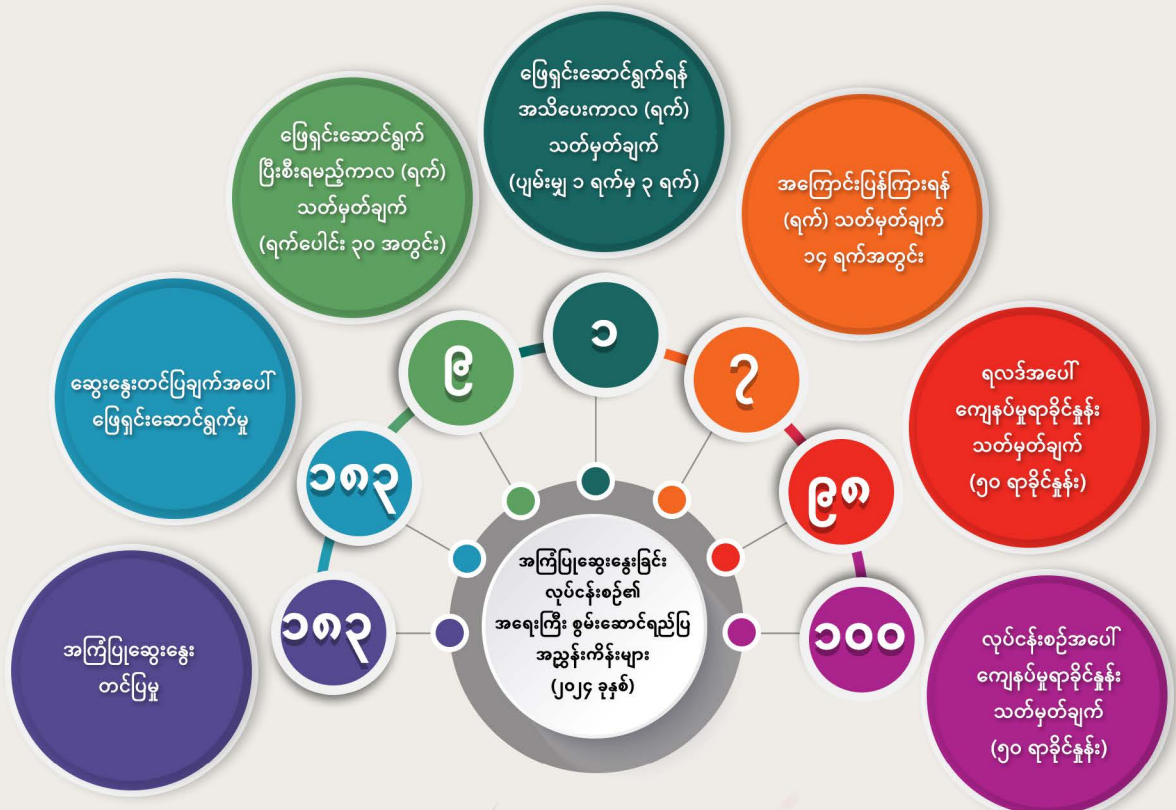 ဖြေရှင်းဆောင်ရွက်ရန်
အသိပေးကာလ (ရက်)
သတ်မှတ်ချက်
(ပျမ်းမျှ ၁ ရက်မှ ၃ ရက်)
ဖြေရှင်းဆောင်ရွက်
ပြီးစီးရမည့်ကာလ (ရက်)
သတ်မှတ်ချက်
(ရက်ပေါင်း ၃၀ အတွင်း)
အကြောင်းပြန်ကြားရန်
(ရက်) သတ်မှတ်ချက်
၁၄ ရက်အတွင်း
ဆွေးနွေးတင်ပြချက်အပေါ်
ဖြေရှင်းဆောင်ရွက်မှု
ရလဒ်အပေါ်
ကျေနပ်မှုရာခိုင်နှုန်း
သတ်မှတ်ချက်
(၅၀ ရာခိုင်နှုန်း)
အကြံပြုဆွေးနွေး
တင်ပြမှု
လုပ်ငန်းစဉ်အပေါ်
ကျေနပ်မှုရာခိုင်နှုန်း
သတ်မှတ်ချက်
(၅၀ ရာခိုင်နှုန်း)
၁၈၃
၁၈၃
၉
၁
၇
၉၈
၁၀၀
အကြံပြုဆွေးနွေးခြင်း
လုပ်ငန်းစဉ်၏
အရေးကြီး စွမ်းဆောင်ရည်ပြ
အညွှန်းကိန်းများ
(၂၀၂၄ ခုနှစ်)